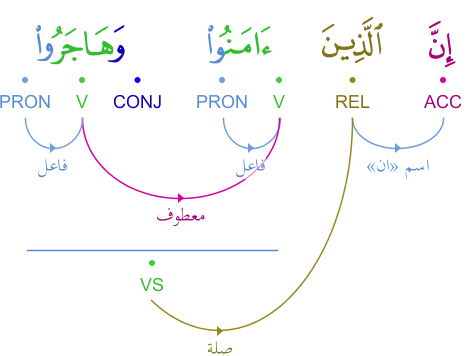 إِنَّ ٱلَّذِينَ ءَامَنُوا۟ وَهَاجَرُوا۟
ACC REL V PRON CONJ V PRON
اسم «ان» فاعل فاعل
معطوف
VS
صلة